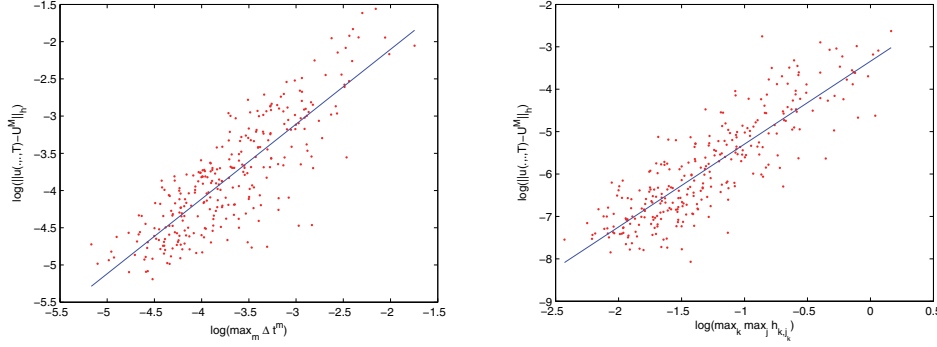 -1.5
-2
-2.5
-3
-3.5
-4
-4.5
-5
-5.5
log(||u(.,.,T)−U^M||_h)
-5.5 -5 -4.5 -4 -3.5 -3 -2.5 -2 -1.5
log(max_m Δ t^m)
-2
-3
-4
-5
-6
-7
-8
-9
log(||u(.,.,T)−U^M||_h)
-2.5 -2 -1.5 -1 -0.5 0 0.5
log(max_k max_j h_{k,j_k})